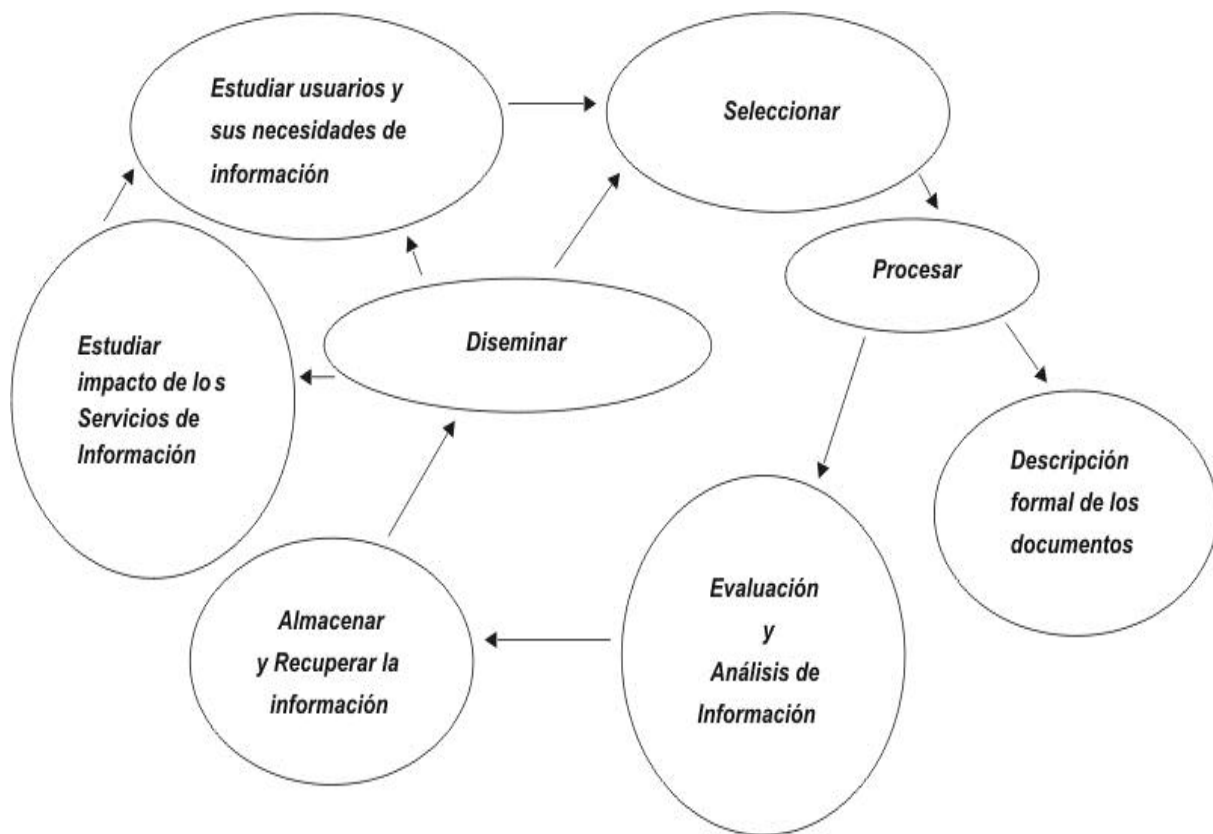 Estudiar usuarios y
sus necesidades de
información
Seleccionar
Procesar
Diseminar
Estudiar
impacto de los
Servicios de
Información
Descripción
formal de los
documentos
Evaluación
y
Análisis de
Información
Almacenar
y Recuperar la
información